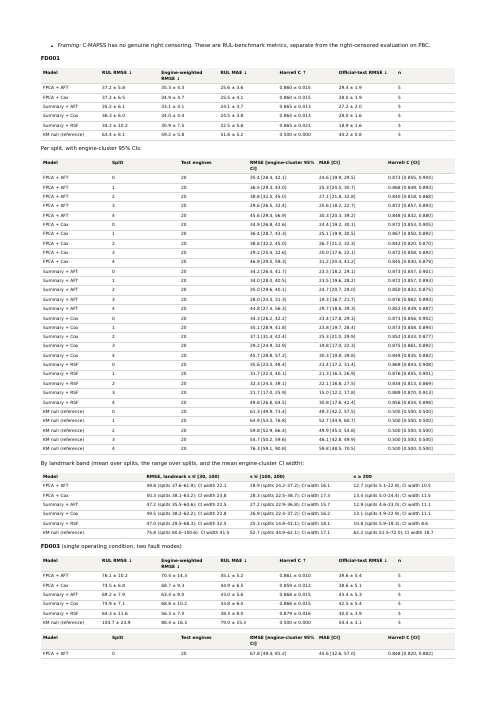 • Framing: C-MAPSS has no genuine right censoring. These are RUL-benchmark metrics, separate from the right-censored evaluation on PBC.
FD001
Model RUL RMSE ↓ Engine-weighted RMSE ↓ RUL MAE ↓ Harrell C ↑ Official-test RMSE ↓ n
FPCA + AFT 37.2 ± 5.8 35.3 ± 4.3 25.6 ± 3.6 0.860 ± 0.014 29.4 ± 1.9 5
FPCA + Cox 37.2 ± 6.5 34.9 ± 4.7 25.5 ± 4.1 0.860 ± 0.015 28.0 ± 1.9 5
Summary + AFT 35.2 ± 6.1 33.1 ± 4.1 24.1 ± 3.7 0.865 ± 0.013 27.2 ± 2.0 5
Summary + Cox 36.3 ± 6.0 34.0 ± 4.4 24.5 ± 3.8 0.864 ± 0.013 28.0 ± 1.6 5
Summary + RSF 34.2 ± 10.2 30.9 ± 7.5 22.5 ± 5.6 0.865 ± 0.021 18.9 ± 1.6 5
KM null (reference) 63.4 ± 8.1 59.2 ± 5.8 51.6 ± 5.2 0.500 ± 0.000 43.2 ± 0.8 5
Per split, with engine-cluster 95% CIs:
Model Split Test engines RMSE [engine-cluster 95% CI] MAE [CI] Harrell C [CI]
FPCA + AFT 0 20 35.4 [28.4, 42.1] 24.6 [19.9, 29.5] 0.873 [0.855, 0.904]
FPCA + AFT 1 20 36.5 [29.3, 43.0] 25.3 [20.5, 30.7] 0.868 [0.849, 0.893]
FPCA + AFT 2 20 38.8 [32.5, 45.0] 27.1 [21.8, 32.8] 0.840 [0.818, 0.868]
FPCA + AFT 3 20 29.6 [26.5, 32.4] 20.6 [18.2, 22.7] 0.872 [0.857, 0.893]
FPCA + AFT 4 20 45.6 [29.4, 56.9] 30.3 [20.3, 39.2] 0.848 [0.832, 0.880]
FPCA + Cox 0 20 34.9 [26.8, 42.6] 24.4 [19.2, 30.1] 0.872 [0.853, 0.905]
FPCA + Cox 1 20 36.4 [28.7, 43.3] 25.1 [19.9, 30.5] 0.867 [0.850, 0.892]
FPCA + Cox 2 20 38.8 [32.2, 45.0] 26.7 [21.2, 32.3] 0.842 [0.820, 0.870]
FPCA + Cox 3 20 29.2 [25.4, 32.6] 20.0 [17.6, 22.1] 0.872 [0.858, 0.892]
FPCA + Cox 4 20 46.9 [29.0, 59.3] 31.2 [20.4, 41.2] 0.845 [0.830, 0.879]
Summary + AFT 0 20 34.2 [26.4, 41.7] 23.5 [18.2, 29.1] 0.873 [0.857, 0.901]
Summary + AFT 1 20 34.0 [28.0, 40.5] 23.5 [19.6, 28.2] 0.872 [0.857, 0.893]
Summary + AFT 2 20 35.0 [29.6, 40.1] 24.7 [20.7, 29.0] 0.850 [0.832, 0.875]
Summary + AFT 3 20 28.0 [24.3, 31.3] 19.3 [16.7, 21.7] 0.876 [0.862, 0.893]
Summary + AFT 4 20 44.8 [27.4, 56.3] 29.7 [18.8, 39.3] 0.852 [0.839, 0.887]
Summary + Cox 0 20 34.3 [26.2, 42.2] 23.4 [17.8, 29.3] 0.873 [0.856, 0.902]
Summary + Cox 1 20 35.1 [28.9, 41.8] 23.8 [19.7, 28.4] 0.873 [0.858, 0.894]
Summary + Cox 2 20 37.1 [31.4, 42.4] 25.3 [21.0, 29.9] 0.852 [0.833, 0.877]
Summary + Cox 3 20 29.2 [24.9, 32.9] 19.8 [17.0, 22.3] 0.875 [0.861, 0.892]
Summary + Cox 4 20 45.7 [28.8, 57.2] 30.3 [19.8, 39.8] 0.849 [0.835, 0.882]
Summary + RSF 0 20 35.6 [23.3, 48.4] 23.4 [17.2, 31.4] 0.869 [0.843, 0.908]
Summary + RSF 1 20 31.7 [22.4, 40.1] 21.3 [16.3, 26.9] 0.876 [0.855, 0.901]
Summary + RSF 2 20 32.3 [24.5, 39.1] 22.1 [16.8, 27.5] 0.834 [0.813, 0.869]
Summary + RSF 3 20 21.7 [17.0, 25.9] 15.0 [12.2, 17.8] 0.889 [0.870, 0.913]
Summary + RSF 4 20 49.8 [26.8, 64.5] 30.8 [17.8, 42.4] 0.856 [0.834, 0.898]
KM null (reference) 0 20 61.3 [49.9, 73.4] 49.3 [42.2, 57.5] 0.500 [0.500, 0.500]
KM null (reference) 1 20 64.9 [53.3, 76.8] 52.7 [44.9, 60.7] 0.500 [0.500, 0.500]
KM null (reference) 2 20 59.8 [52.9, 66.4] 49.9 [45.0, 54.8] 0.500 [0.500, 0.500]
KM null (reference) 3 20 54.7 [50.2, 59.6] 46.1 [42.8, 49.9] 0.500 [0.500, 0.500]
KM null (reference) 4 20 76.3 [59.1, 90.8] 59.8 [48.5, 70.5] 0.500 [0.500, 0.500]
By landmark band (mean over splits, the range over splits, and the mean engine-cluster CI width):
Model RMSE, landmark s ∈ [30, 100) s ∈ [100, 200) s ≥ 200
FPCA + AFT 49.8 (splits 37.6–61.9); CI width 22.1 28.9 (splits 24.2–37.2); CI width 16.1 12.7 (splits 5.1–22.8); CI width 10.5
FPCA + Cox 50.3 (splits 38.1–63.2); CI width 23.8 28.3 (splits 22.5–38.7); CI width 17.3 13.4 (splits 5.0–24.4); CI width 11.5
Summary + AFT 47.2 (splits 35.5–60.6); CI width 22.5 27.2 (splits 22.9–36.8); CI width 15.7 12.9 (splits 4.6–23.0); CI width 11.1
Summary + Cox 49.5 (splits 38.2–62.2); CI width 22.8 26.9 (splits 22.4–37.2); CI width 16.2 13.1 (splits 4.9–22.9); CI width 11.1
Summary + RSF 47.0 (splits 29.5–68.3); CI width 32.5 25.3 (splits 14.8–41.1); CI width 18.1 10.8 (splits 5.9–19.3); CI width 8.6
KM null (reference) 75.8 (splits 60.0–100.6); CI width 41.5 52.7 (splits 44.9–62.1); CI width 17.1 62.2 (splits 51.5–72.0); CI width 18.7
FD003 (single operating condition, two fault modes)
Model RUL RMSE ↓ Engine-weighted RMSE ↓ RUL MAE ↓ Harrell C ↑ Official-test RMSE ↓ n
FPCA + AFT 76.1 ± 10.2 70.4 ± 14.3 45.1 ± 5.2 0.861 ± 0.010 39.6 ± 5.4 5
FPCA + Cox 74.5 ± 6.8 68.7 ± 9.3 44.9 ± 6.5 0.859 ± 0.012 38.6 ± 5.1 5
Summary + AFT 69.2 ± 7.9 63.4 ± 9.0 43.0 ± 5.6 0.868 ± 0.014 43.4 ± 5.3 5
Summary + Cox 74.9 ± 7.1 68.8 ± 10.2 43.8 ± 6.0 0.866 ± 0.015 42.5 ± 5.4 5
Summary + RSF 64.3 ± 11.6 56.3 ± 7.0 38.3 ± 8.0 0.879 ± 0.016 30.0 ± 3.9 5
KM null (reference) 104.7 ± 23.9 88.4 ± 16.3 79.0 ± 15.3 0.500 ± 0.000 54.4 ± 3.1 5
Model Split Test engines RMSE [engine-cluster 95% CI] MAE [CI] Harrell C [CI]
FPCA + AFT 0 20 67.8 [49.4, 81.2] 45.6 [32.6, 57.0] 0.848 [0.820, 0.882]